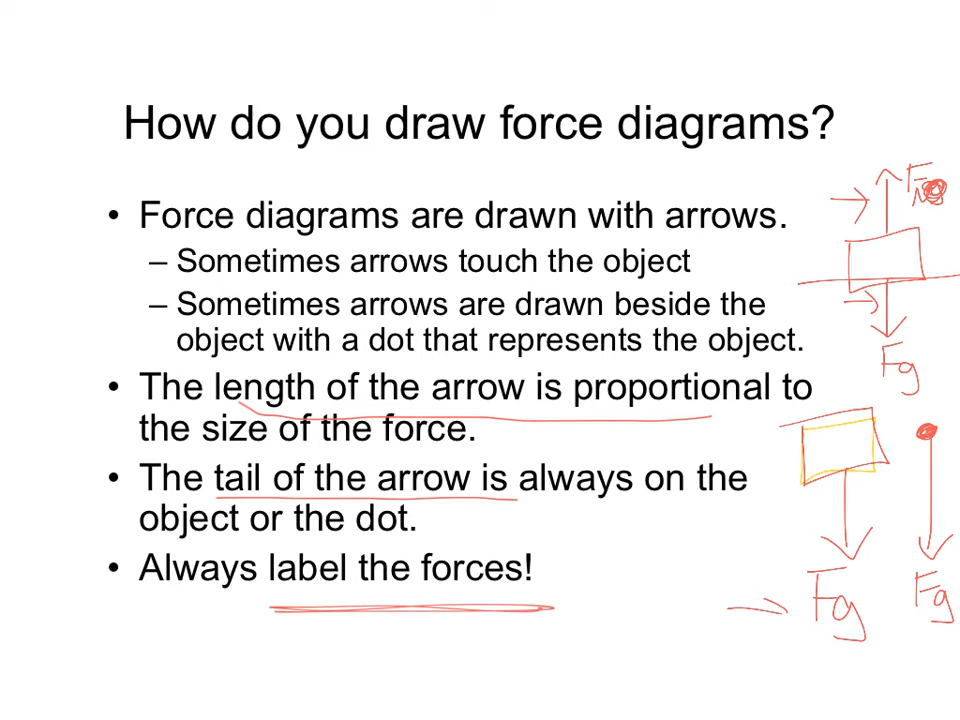 How do you draw force diagrams?
• Force diagrams are drawn with arrows.
– Sometimes arrows touch the object
– Sometimes arrows are drawn beside the
object with a dot that represents the object.
• The length of the arrow is proportional to
the size of the force.
• The tail of the arrow is always on the
object or the dot.
• Always label the forces!
F
Fg
Fg
Fg